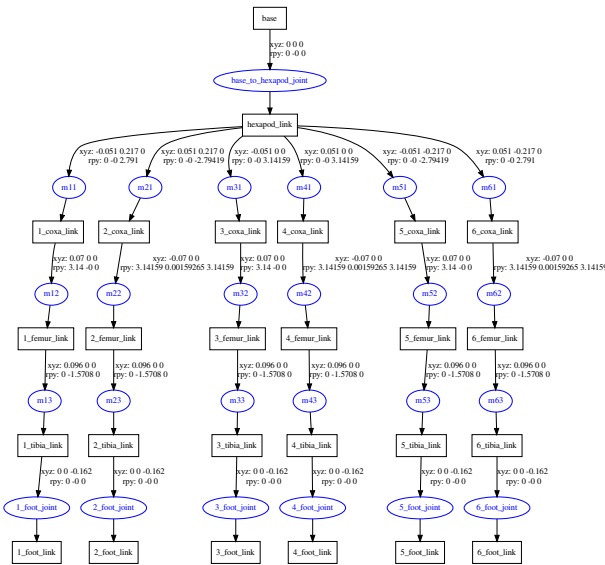 base
xyz: 0 0 0
rpy: 0 -0 0
base_to_hexapod_joint
hexapod_link
xyz: -0.051 0.217 0
rpy: 0 -0 2.791
xyz: 0.051 0.217 0
rpy: 0 -0 -2.79419
xyz: -0.051 0 0
rpy: 0 -0 -3.14159
xyz: 0.051 0 0
rpy: 0 -0 -3.14159
xyz: -0.051 -0.217 0
rpy: 0 -0 -2.79419
xyz: 0.051 -0.217 0
rpy: 0 -0 2.791
m11
m21
m31
m41
m51
m61
1_coxa_link
2_coxa_link
3_coxa_link
4_coxa_link
5_coxa_link
6_coxa_link
xyz: 0.07 0 0
rpy: 3.14 -0 0
xyz: -0.07 0 0
rpy: 3.14159 0.00159265 3.14159
xyz: 0.07 0 0
rpy: 3.14 -0 0
xyz: -0.07 0 0
rpy: 3.14159 0.00159265 3.14159
xyz: 0.07 0 0
rpy: 3.14 -0 0
xyz: -0.07 0 0
rpy: 3.14159 0.00159265 3.14159
m12
m22
m32
m42
m52
m62
1_femur_link
2_femur_link
3_femur_link
4_femur_link
5_femur_link
6_femur_link
xyz: 0.096 0 0
rpy: 0 -1.5708 0
xyz: 0.096 0 0
rpy: 0 -1.5708 0
xyz: 0.096 0 0
rpy: 0 -1.5708 0
xyz: 0.096 0 0
rpy: 0 -1.5708 0
xyz: 0.096 0 0
rpy: 0 -1.5708 0
xyz: 0.096 0 0
rpy: 0 -1.5708 0
m13
m23
m33
m43
m53
m63
1_tibia_link
2_tibia_link
3_tibia_link
4_tibia_link
5_tibia_link
6_tibia_link
xyz: 0 0 -0.162
rpy: 0 -0 0
xyz: 0 0 -0.162
rpy: 0 -0 0
xyz: 0 0 -0.162
rpy: 0 -0 0
xyz: 0 0 -0.162
rpy: 0 -0 0
xyz: 0 0 -0.162
rpy: 0 -0 0
xyz: 0 0 -0.162
rpy: 0 -0 0
1_foot_joint
2_foot_joint
3_foot_joint
4_foot_joint
5_foot_joint
6_foot_joint
1_foot_link
2_foot_link
3_foot_link
4_foot_link
5_foot_link
6_foot_link